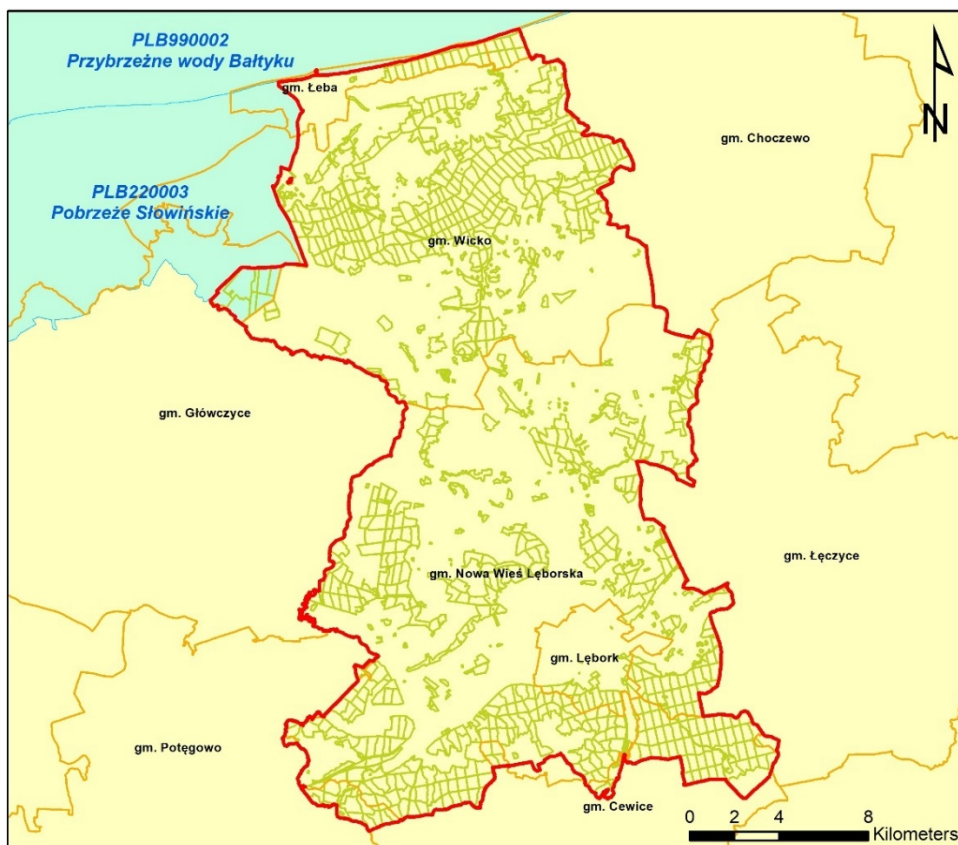 PLB990002
Przybrzeżne wody Bałtyku
gm. Łeba
N
gm. Choczewo
PLB220003
Pobrzeże Słowińskie
gm. Wicko
gm. Główczyce
gm. Łęczyce
gm. Nowa Wieś Lęborska
gm. Lębork
gm. Potęgowo
gm. Cewice
0 2 4 8
Kilometers